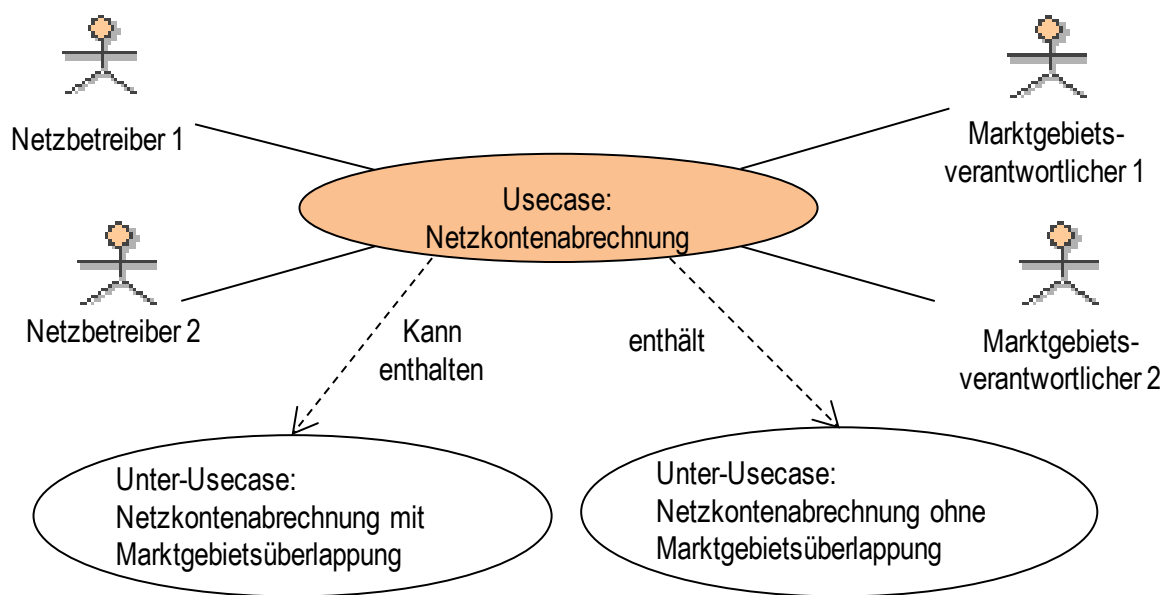 Netzbetreiber 1
Marktgebiets-
verantwortlicher 1
Usecase:
Netzkontenabrechnung
Netzbetreiber 2
Marktgebiets-
verantwortlicher 2
Kann
enthalten
enthält
Unter-Usecase:
Netzkontenabrechnung mit
Marktgebietsüberlappung
Unter-Usecase:
Netzkontenabrechnung ohne
Marktgebietsüberlappung